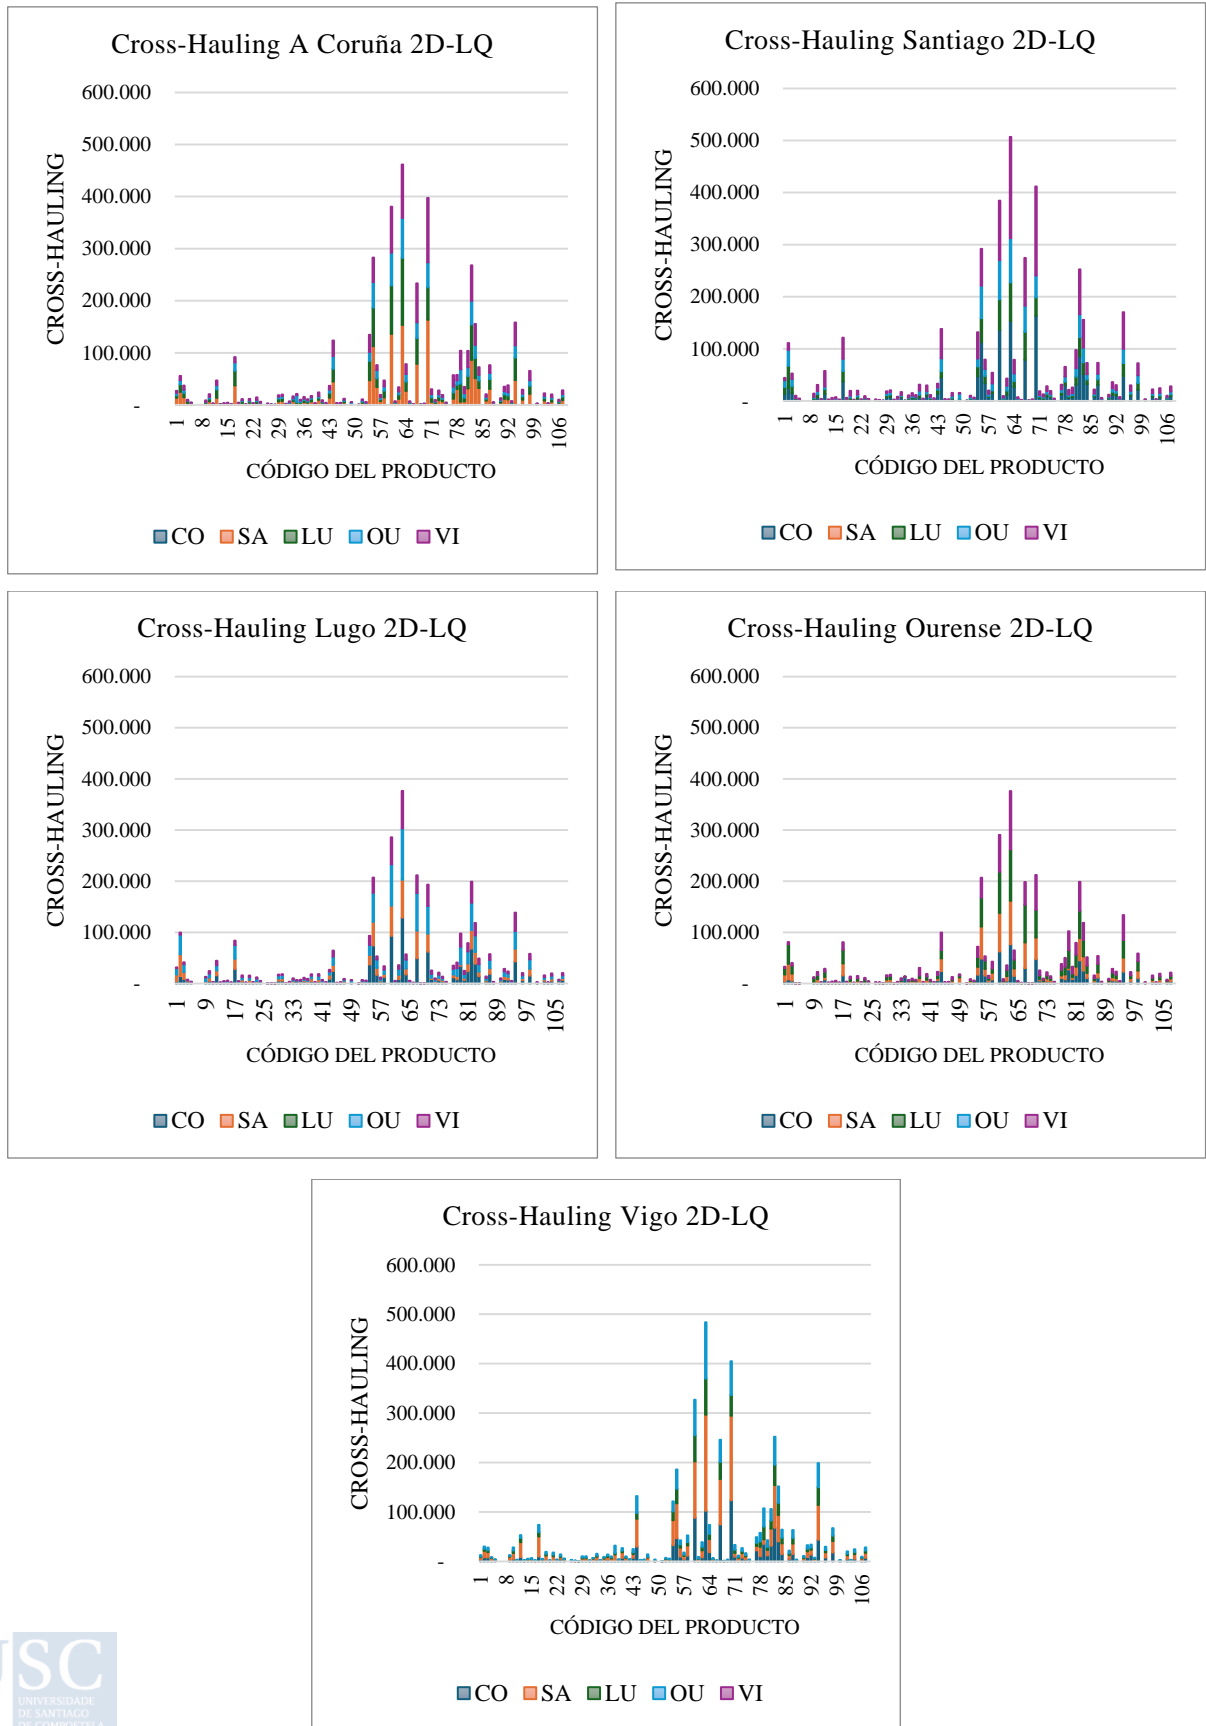 Cross-Hauling A Coruña 2D-LQ
600.000
500.000
400.000
300.000
200.000
100.000
-
CROSS-HAULING
1 8 15 22 29 36 43 50 57 64 71 78 85 92 99 106
CÓDIGO DEL PRODUCTO
CO SA LU OU VI
Cross-Hauling Santiago 2D-LQ
600.000
500.000
400.000
300.000
200.000
100.000
-
CROSS-HAULING
1 8 15 22 29 36 43 50 57 64 71 78 85 92 99 106
CÓDIGO DEL PRODUCTO
CO SA LU OU VI
Cross-Hauling Lugo 2D-LQ
600.000
500.000
400.000
300.000
200.000
100.000
-
CROSS-HAULING
1 9 17 25 33 41 49 57 65 73 81 89 97 105
CÓDIGO DEL PRODUCTO
CO SA LU OU VI
Cross-Hauling Ourense 2D-LQ
600.000
500.000
400.000
300.000
200.000
100.000
-
CROSS-HAULING
1 9 17 25 33 41 49 57 65 73 81 89 97 105
CÓDIGO DEL PRODUCTO
CO SA LU OU VI
Cross-Hauling Vigo 2D-LQ
600.000
500.000
400.000
300.000
200.000
100.000
-
CROSS-HAULING
1 8 15 22 29 36 43 50 57 64 71 78 85 92 99 106
CÓDIGO DEL PRODUCTO
CO SA LU OU VI
USC
UNIVERSIDADE
DE SANTIAGO
DE COMPOSTELA